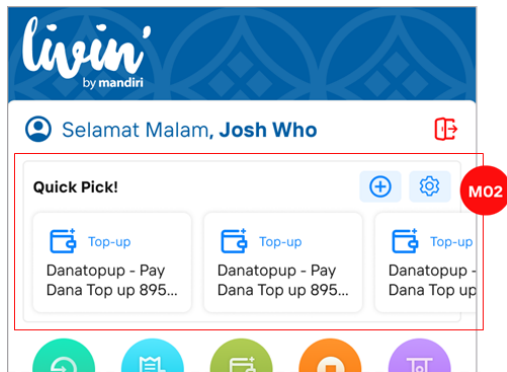 livin'
by mandiri
Selamat Malam, Josh Who
Quick Pick!
M02
Top-up
Danatopup - Pay
Dana Top up 895...
Top-up
Danatopup - Pay
Dana Top up 895...
Top-up
Danatopup -
Dana Top up